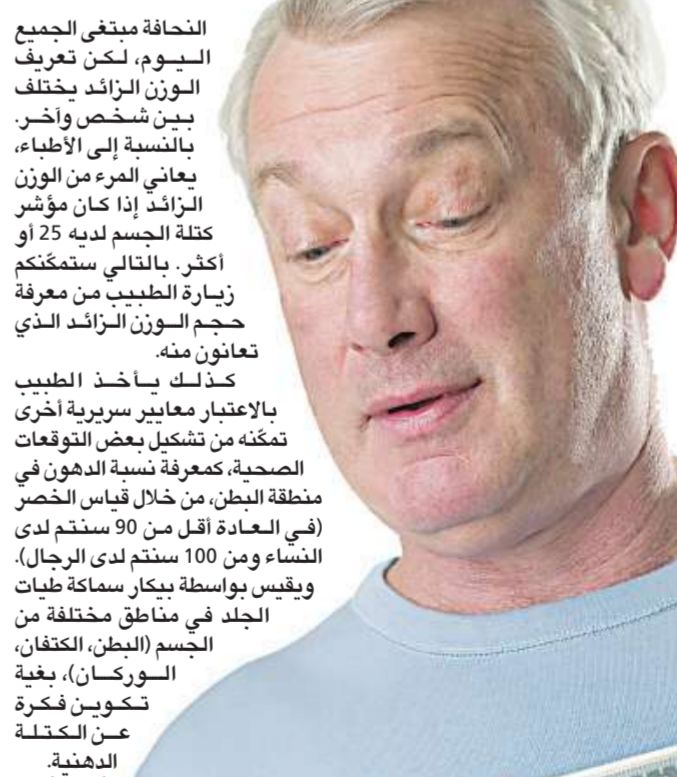 النحافة مبتغى الجميع
اليوم، لكن تعريف
الوزن الزائد يختلف
بين شخص وآخر.
بالنسبة إلى الأطباء،
يعاني المرء من الوزن
الزائد إذا كان مؤشر
كتلة الجسم لديه 25 أو
أكثر. بالتالي ستمكّنكم
زيارة الطبيب من معرفة
حجم الوزن الزائد الذي
تعانون منه.
كذلك يأخذ الطبيب
بالاعتبار معايير سريرية أخرى
تمكّنه من تشكيل بعض التوقعات
الصحية، كمعرفة نسبة الدهون في
منطقة البطن، من خلال قياس الخصر
(في العادة أقل من 90 سنتم لدى
النساء ومن 100 سنتم لدى الرجال).
ويقيس بواسطة بيكار سماكة طيات
الجلد في مناطق مختلفة من
الجسم (البطن، الكتفان،
الوركان)، بغية
تكوين فكرة
عن الكتلة
الدهنية.